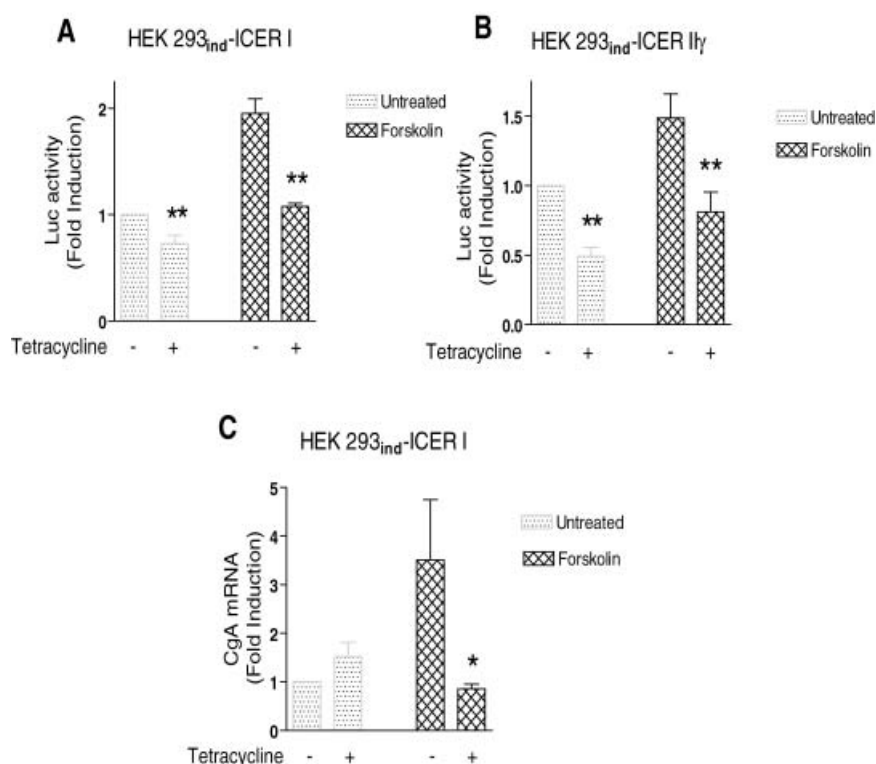 A
HEK 293ind-ICER I
Luc activity
(Fold Induction)
2
1
0
**
**
Untreated
Forskolin
Tetracycline - + - +
B
HEK 293ind-ICER IIγ
Luc activity
(Fold Induction)
1.5
1.0
0.5
0.0
**
**
Untreated
Forskolin
Tetracycline - + - +
C
HEK 293ind-ICER I
CgA mRNA
(Fold Induction)
5
4
3
2
1
0
*
Untreated
Forskolin
Tetracycline - + - +